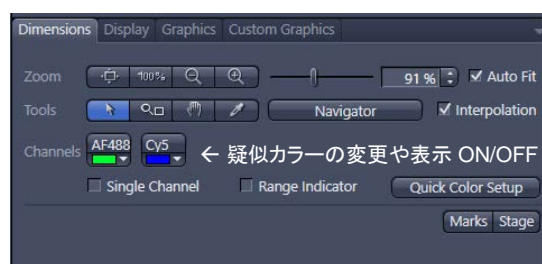 Dimensions Display Graphics Custom Graphics
Zoom 100% 91 % Auto Fit
Tools Navigator Interpolation
Channels AF488 Cy5 ← 疑似カラーの変更や表示 ON/OFF
Single Channel Range Indicator Quick Color Setup
Marks Stage